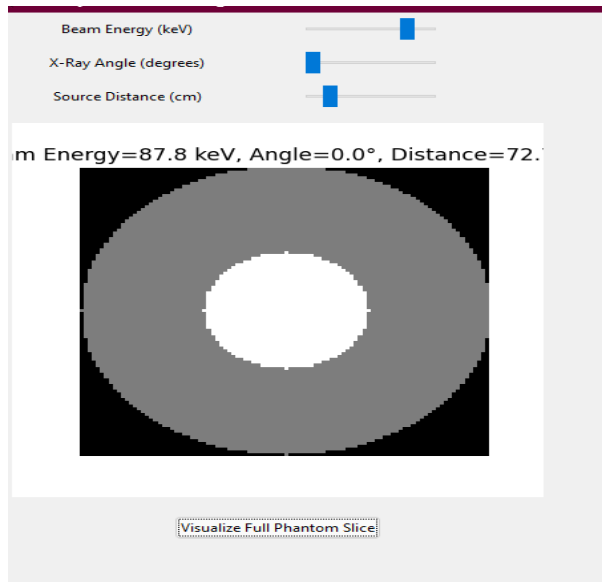 Beam Energy (keV)
X-Ray Angle (degrees)
Source Distance (cm)
m Energy=87.8 keV, Angle=0.0°, Distance=72.
Visualize Full Phantom Slice